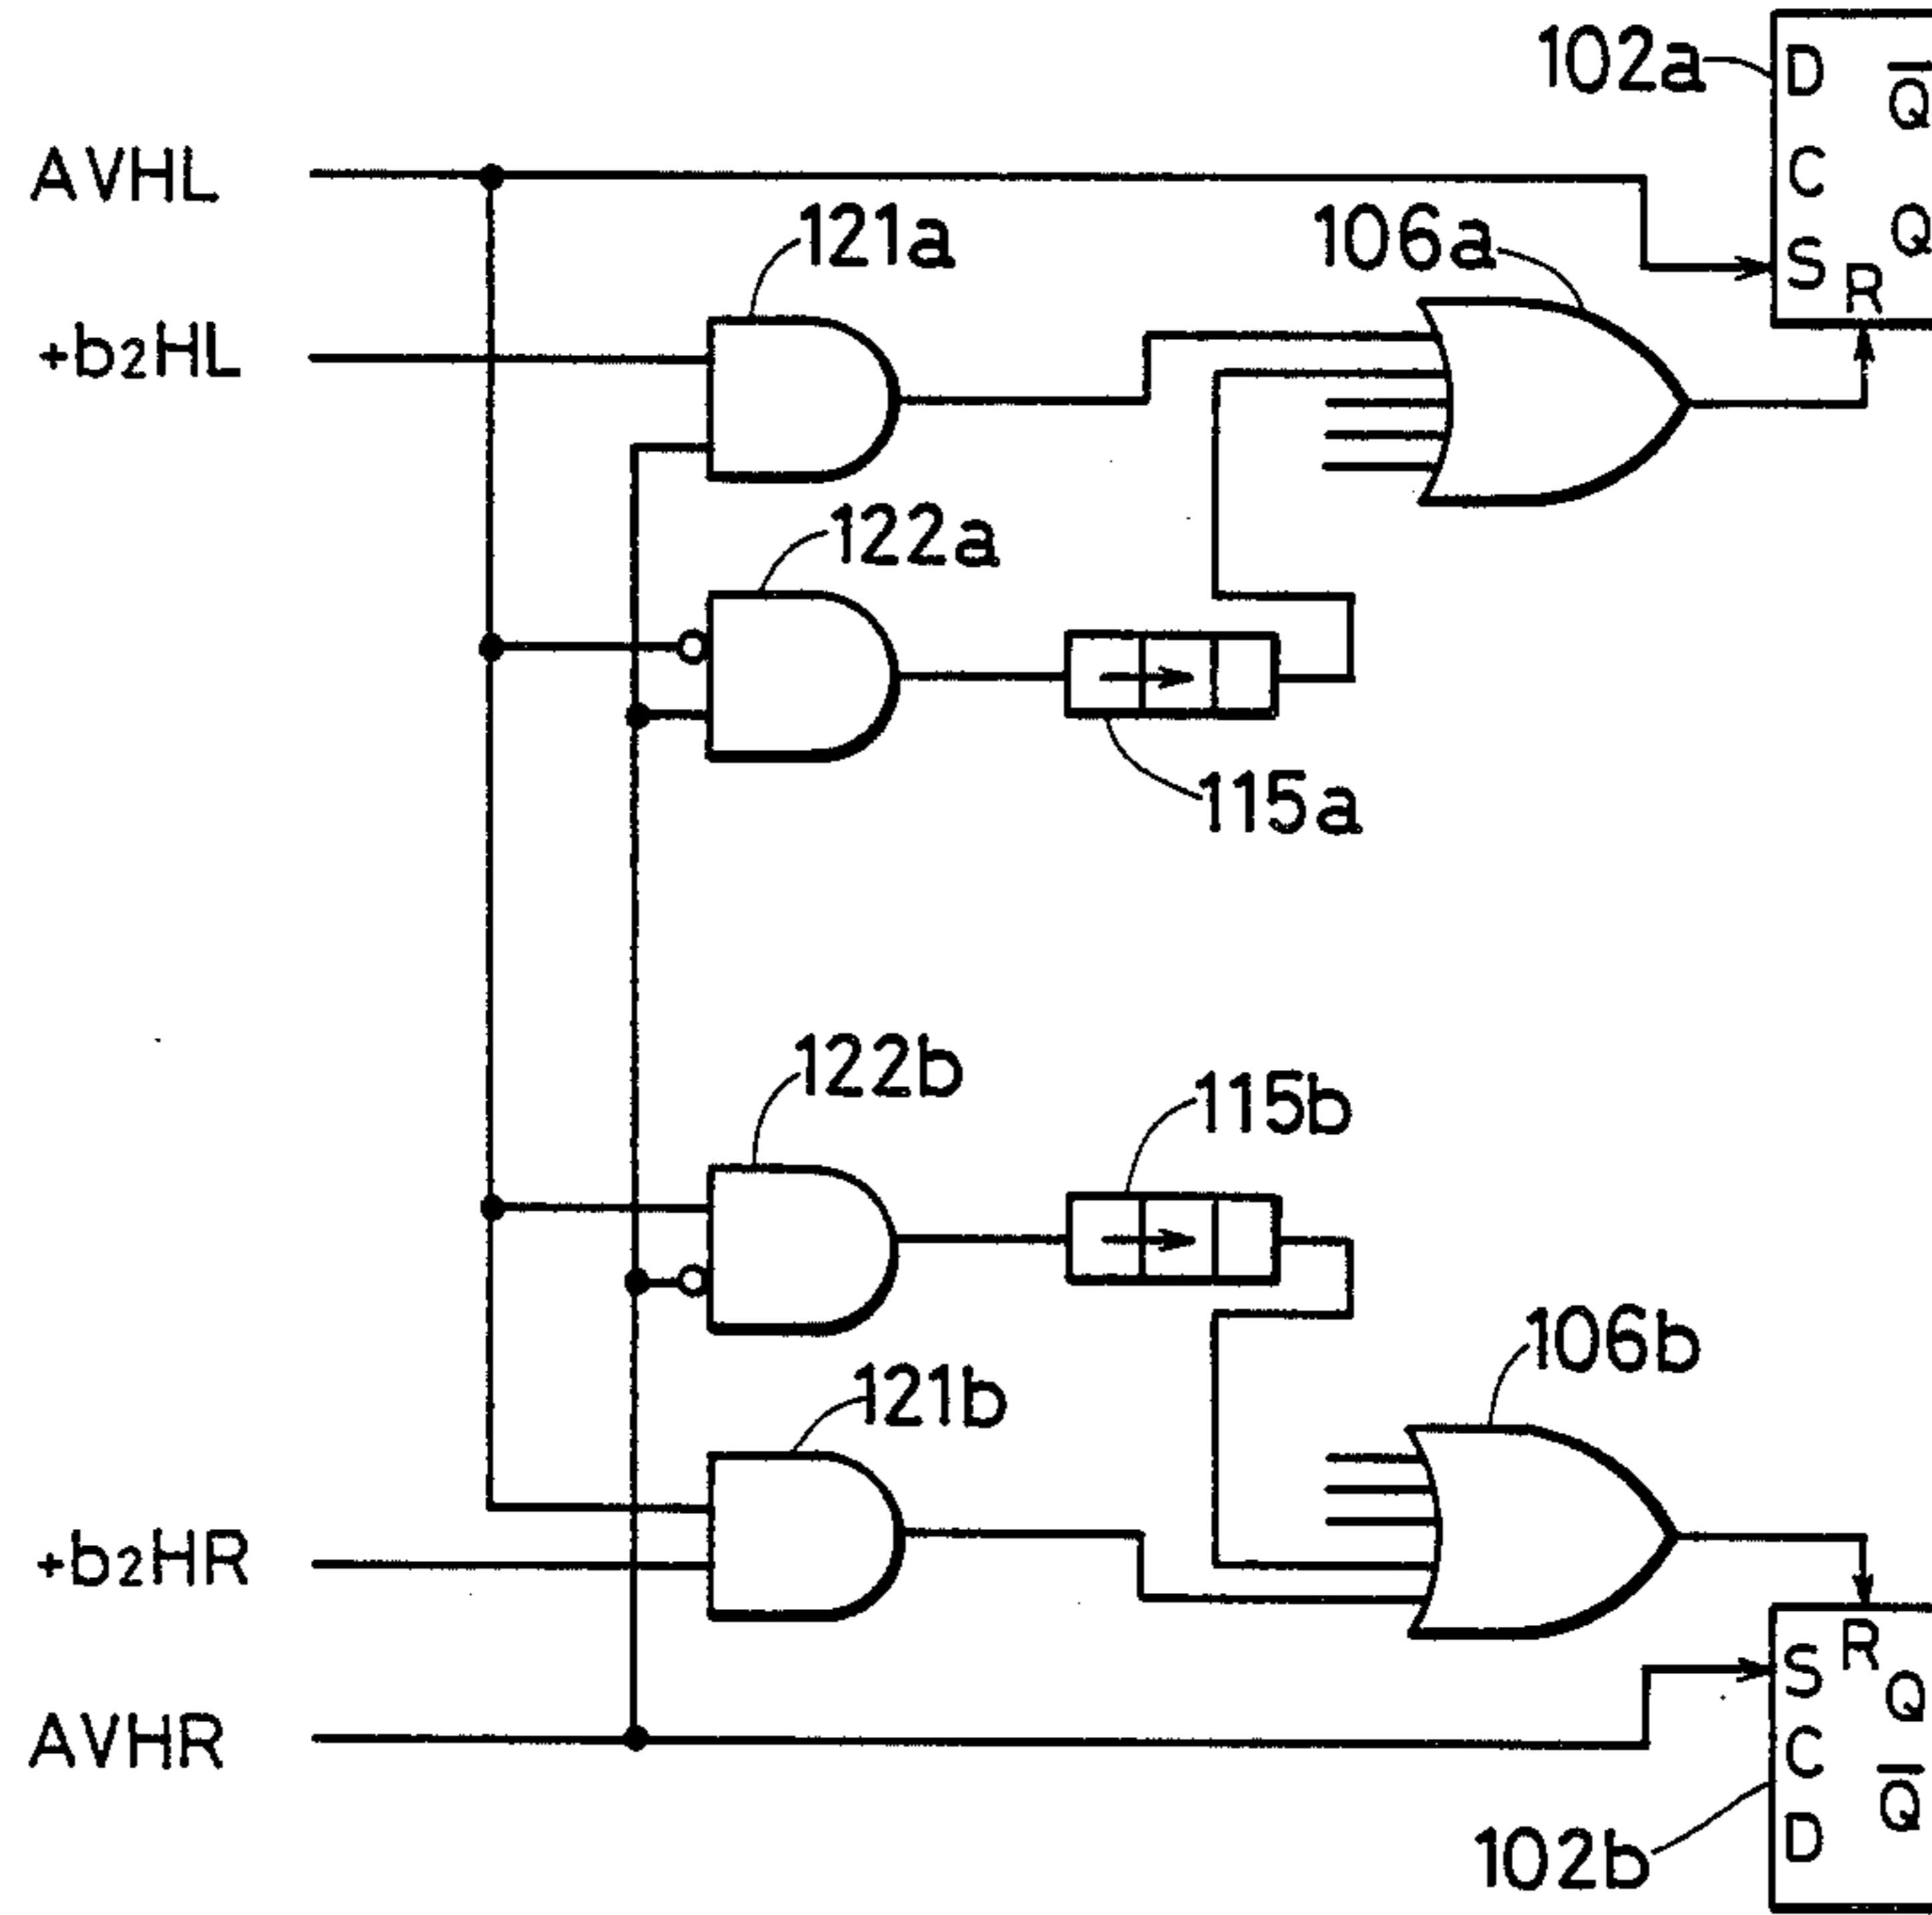 102a
D
Q̅
AVHL
C
121a
106a
Q
S
R
+b₂HL
122a
115a
122b
115b
106b
121b
+b₂HR
R
S
Q
AVHR
C
Q̅
D
102b